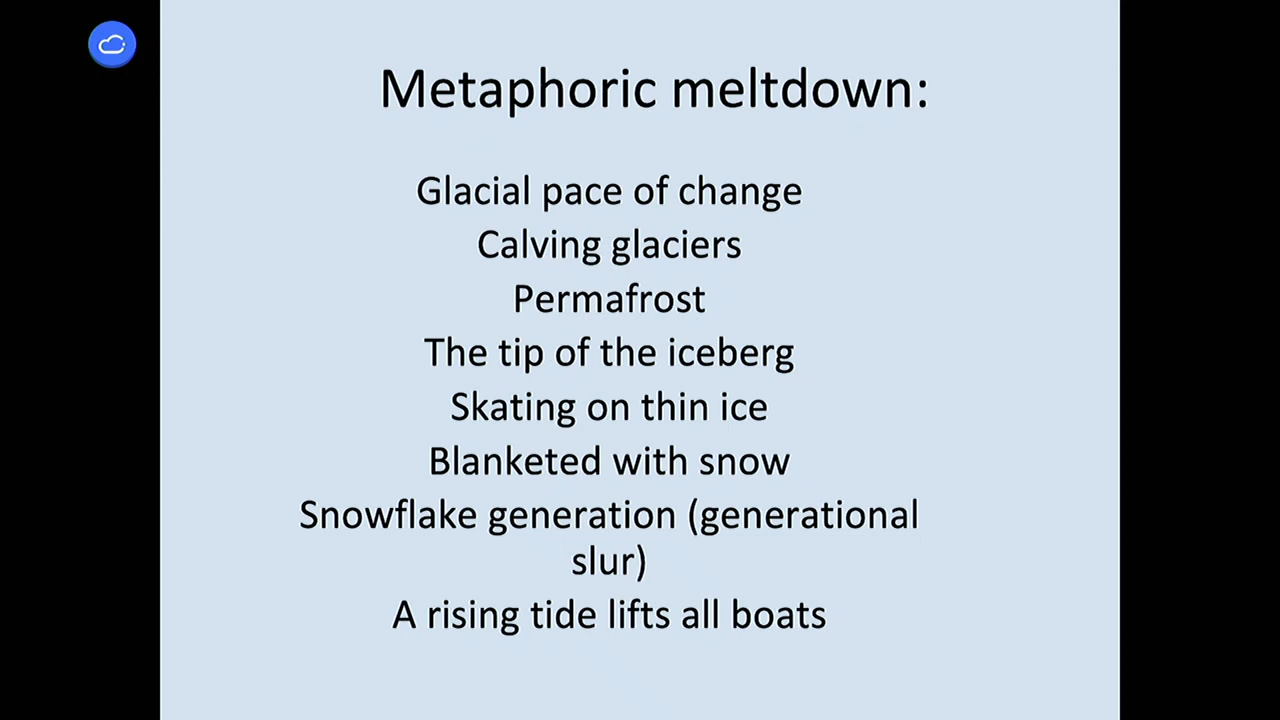 Metaphoric meltdown:
Glacial pace of change
Calving glaciers
Permafrost
The tip of the iceberg
Skating on thin ice
Blanketed with snow
Snowflake generation (generational
slur)
A rising tide lifts all boats